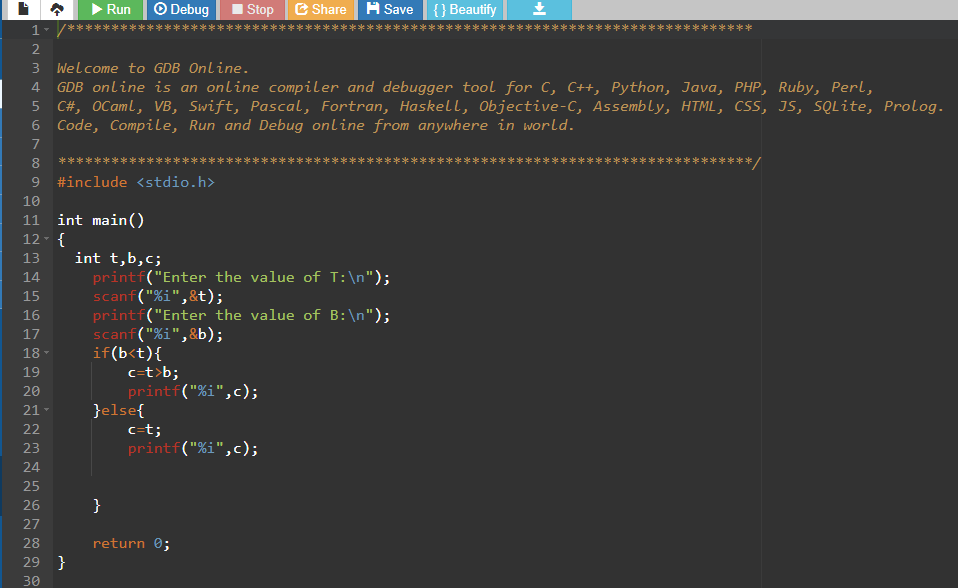 Run Debug Stop Share Save { } Beautify
1 /******************************************************************************
2
3 Welcome to GDB Online.
4 GDB online is an online compiler and debugger tool for C, C++, Python, Java, PHP, Ruby, Perl,
5 C#, OCaml, VB, Swift, Pascal, Fortran, Haskell, Objective-C, Assembly, HTML, CSS, JS, SQLite, Prolog.
6 Code, Compile, Run and Debug online from anywhere in world.
7
8 *******************************************************************************/
9 #include <stdio.h>
10
11 int main()
12 {
13   int t,b,c;
14     printf("Enter the value of T:\n");
15     scanf("%i",&t);
16     printf("Enter the value of B:\n");
17     scanf("%i",&b);
18     if(b<t){
19         c=t>b;
20         printf("%i",c);
21     }else{
22         c=t;
23         printf("%i",c);
24
25
26     }
27
28     return 0;
29 }
30